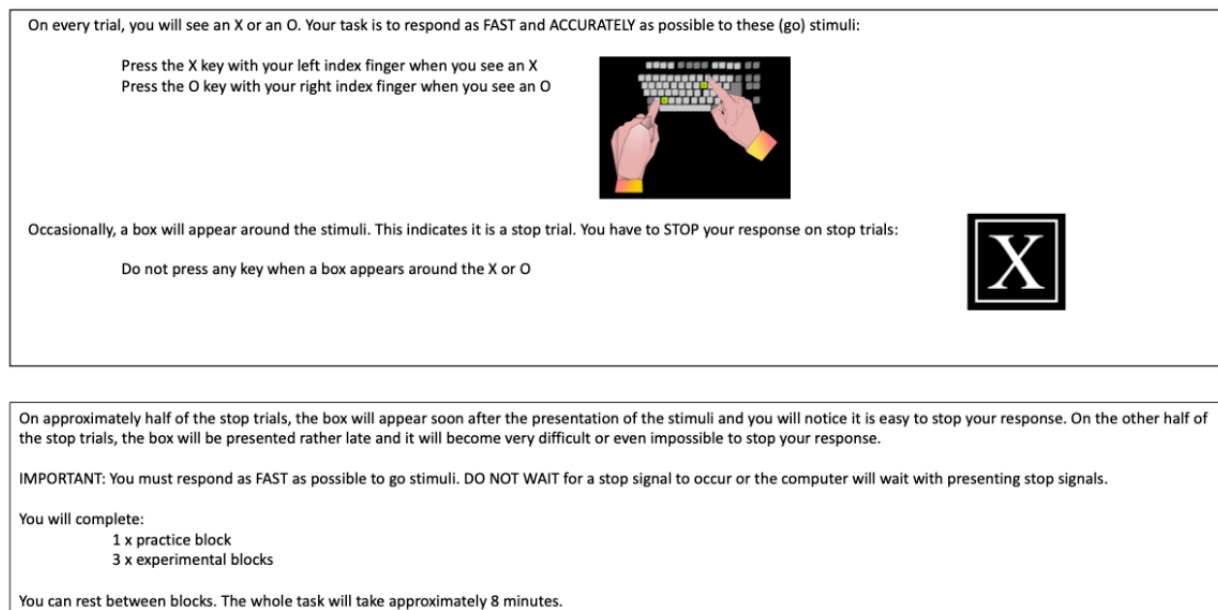 On every trial, you will see an X or an O. Your task is to respond as FAST and ACCURATELY as possible to these (go) stimuli:
Press the X key with your left index finger when you see an X
Press the O key with your right index finger when you see an O
Occasionally, a box will appear around the stimuli. This indicates it is a stop trial. You have to STOP your response on stop trials:
Do not press any key when a box appears around the X or O
X
On approximately half of the stop trials, the box will appear soon after the presentation of the stimuli and you will notice it is easy to stop your response. On the other half of
the stop trials, the box will be presented rather late and it will become very difficult or even impossible to stop your response.
IMPORTANT: You must respond as FAST as possible to go stimuli. DO NOT WAIT for a stop signal to occur or the computer will wait with presenting stop signals.
You will complete:
1 x practice block
3 x experimental blocks
You can rest between blocks. The whole task will take approximately 8 minutes.